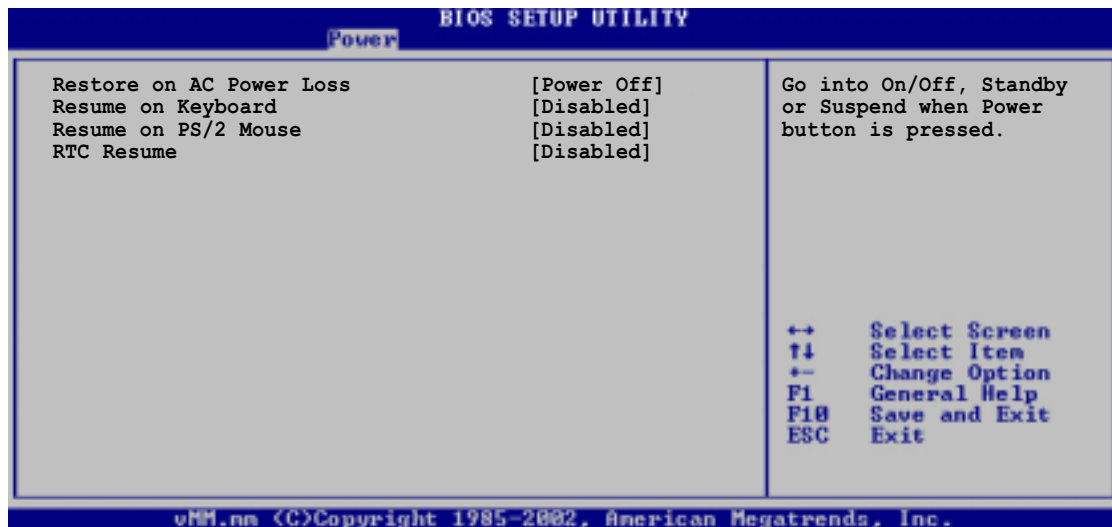 BIOS SETUP UTILITY
Power
Restore on AC Power Loss [Power Off]
Resume on Keyboard [Disabled]
Resume on PS/2 Mouse [Disabled]
RTC Resume [Disabled]
Go into On/Off, Standby
or Suspend when Power
button is pressed.
←→ Select Screen
↑↓ Select Item
+- Change Option
F1 General Help
F10 Save and Exit
ESC Exit
vMM.mm (C)Copyright 1985-2002, American Megatrends, Inc.